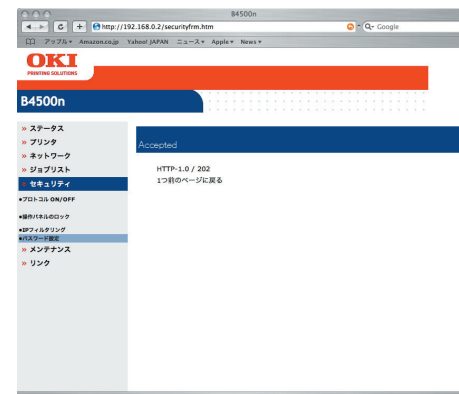 B4500n
http://192.168.0.2/securityfrm.htm
Q- Google
アップル▾ Amazon.co.jp Yahoo! JAPAN ニュース▾ Apple▾ News▾
OKI
PRINTING SOLUTIONS
B4500n
» ステータス
» プリンタ
» ネットワーク
» ジョブリスト
» セキュリティ
•プロトコル ON/OFF
•操作パネルのロック
•IPフィルタリング
•パスワード設定
» メンテナンス
» リンク
Accepted
HTTP-1.0 / 202
1つ前のページに戻る